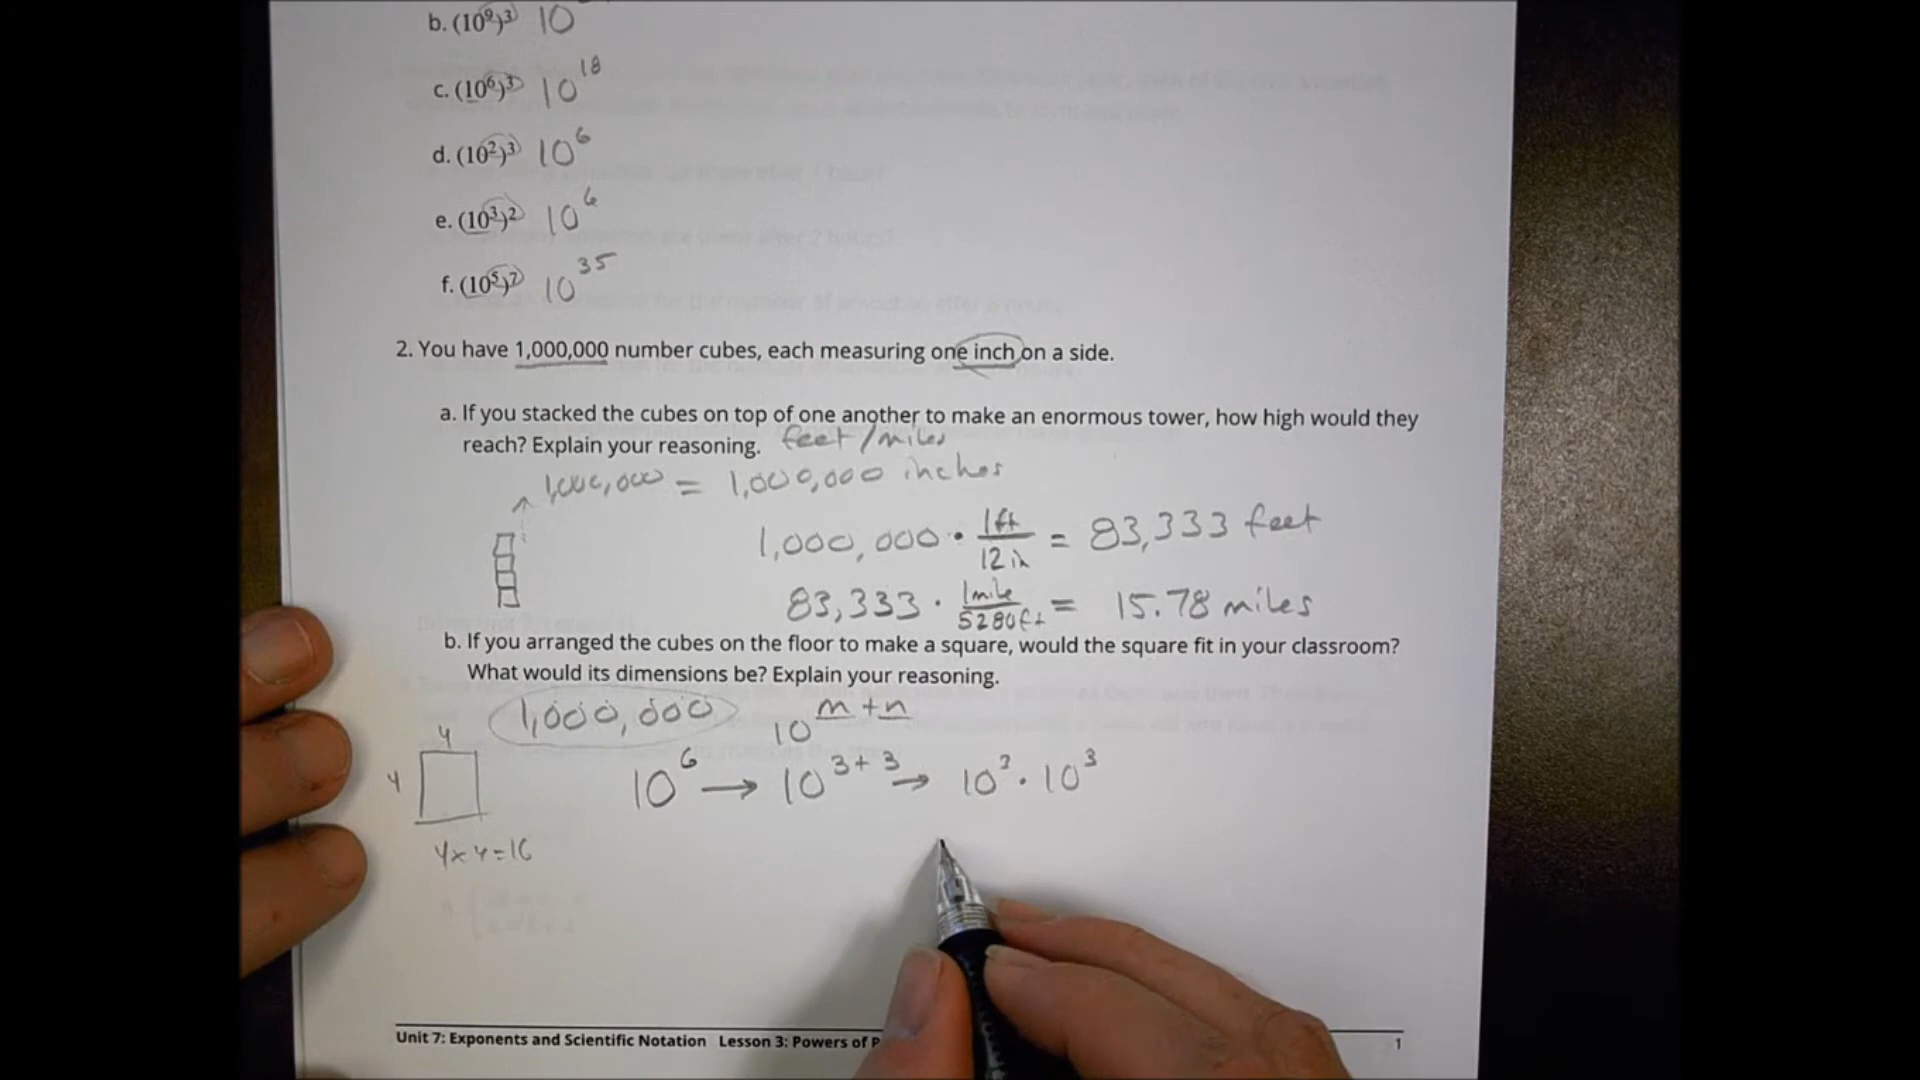 b. (10⁹)³ 10
c. (10⁶)³ 10¹⁸
d. (10²)³ 10⁶
e. (10³)² 10⁶
f. (10⁵)⁷ 10³⁵
2. You have 1,000,000 number cubes, each measuring one inch on a side.
a. If you stacked the cubes on top of one another to make an enormous tower, how high would they
reach? Explain your reasoning. feet/miles
1,000,000 = 1,000,000 inches
1,000,000 · 1ft/12in = 83,333 feet
83,333 · 1mile/5280ft = 15.78 miles
b. If you arranged the cubes on the floor to make a square, would the square fit in your classroom?
What would its dimensions be? Explain your reasoning.
1,000,000 10ᵐ⁺ⁿ
4
4
10⁶ → 10³⁺³ → 10³ · 10³
4×4=16
Unit 7: Exponents and Scientific Notation Lesson 3: Powers of P
1